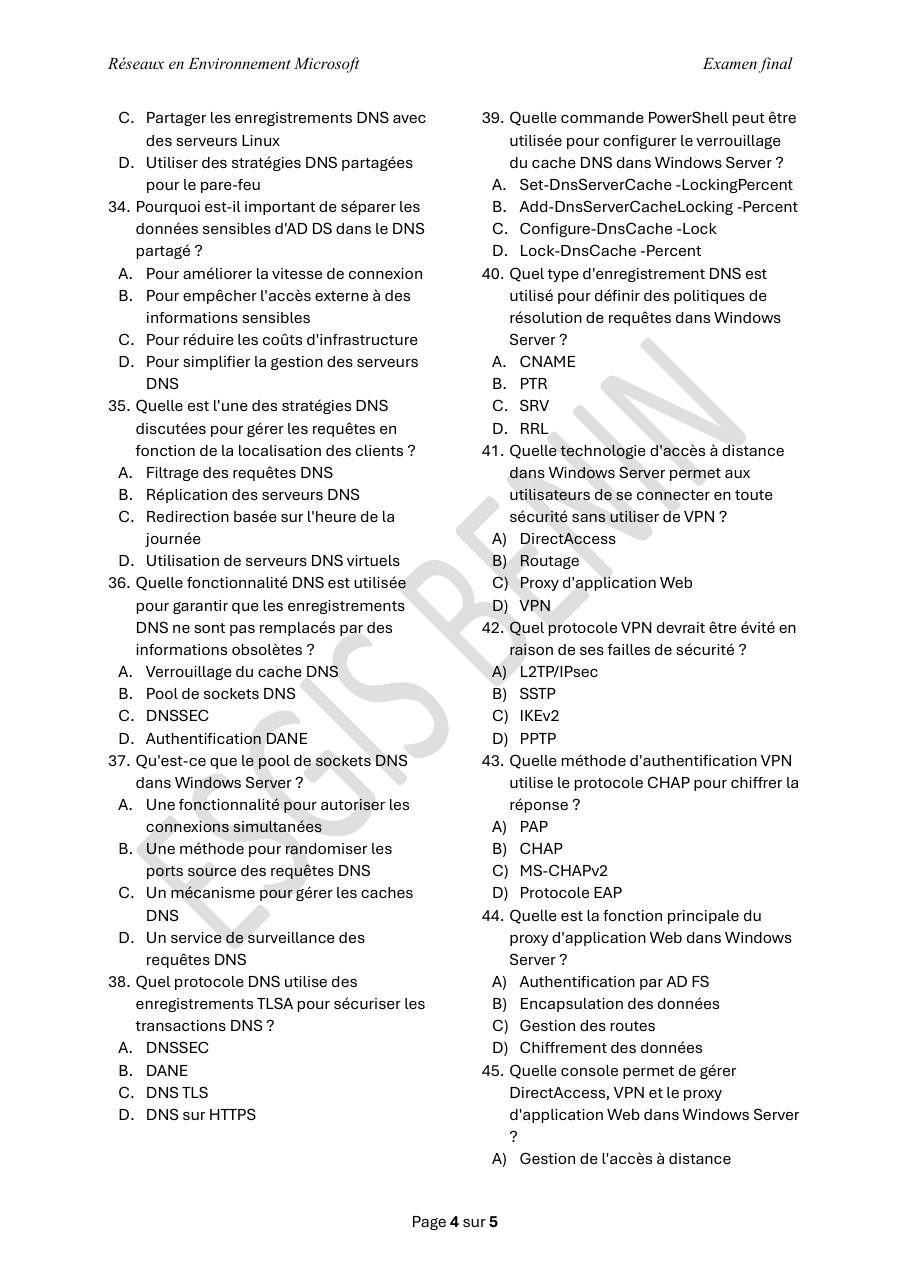 Réseaux en Environnement Microsoft
Examen final
C. Partager les enregistrements DNS avec
des serveurs Linux
D. Utiliser des stratégies DNS partagées
pour le pare-feu
34. Pourquoi est-il important de séparer les
données sensibles d'AD DS dans le DNS
partagé ?
A. Pour améliorer la vitesse de connexion
B. Pour empêcher l'accès externe à des
informations sensibles
C. Pour réduire les coûts d'infrastructure
D. Pour simplifier la gestion des serveurs
DNS
35. Quelle est l'une des stratégies DNS
discutées pour gérer les requêtes en
fonction de la localisation des clients ?
A. Filtrage des requêtes DNS
B. Réplication des serveurs DNS
C. Redirection basée sur l'heure de la
journée
D. Utilisation de serveurs DNS virtuels
36. Quelle fonctionnalité DNS est utilisée
pour garantir que les enregistrements
DNS ne sont pas remplacés par des
informations obsolètes ?
A. Verrouillage du cache DNS
B. Pool de sockets DNS
C. DNSSEC
D. Authentification DANE
37. Qu'est-ce que le pool de sockets DNS
dans Windows Server ?
A. Une fonctionnalité pour autoriser les
connexions simultanées
B. Une méthode pour randomiser les
ports source des requêtes DNS
C. Un mécanisme pour gérer les caches
DNS
D. Un service de surveillance des
requêtes DNS
38. Quel protocole DNS utilise des
enregistrements TLSA pour sécuriser les
transactions DNS ?
A. DNSSEC
B. DANE
C. DNS TLS
D. DNS sur HTTPS
39. Quelle commande PowerShell peut être
utilisée pour configurer le verrouillage
du cache DNS dans Windows Server ?
A. Set-DnsServerCache -LockingPercent
B. Add-DnsServerCacheLocking -Percent
C. Configure-DnsCache -Lock
D. Lock-DnsCache -Percent
40. Quel type d'enregistrement DNS est
utilisé pour définir des politiques de
résolution de requêtes dans Windows
Server ?
A. CNAME
B. PTR
C. SRV
D. RRL
41. Quelle technologie d'accès à distance
dans Windows Server permet aux
utilisateurs de se connecter en toute
sécurité sans utiliser de VPN ?
A) DirectAccess
B) Routage
C) Proxy d'application Web
D) VPN
42. Quel protocole VPN devrait être évité en
raison de ses failles de sécurité ?
A) L2TP/IPsec
B) SSTP
C) IKEv2
D) PPTP
43. Quelle méthode d'authentification VPN
utilise le protocole CHAP pour chiffrer la
réponse ?
A) PAP
B) CHAP
C) MS-CHAPv2
D) Protocole EAP
44. Quelle est la fonction principale du
proxy d'application Web dans Windows
Server ?
A) Authentification par AD FS
B) Encapsulation des données
C) Gestion des routes
D) Chiffrement des données
45. Quelle console permet de gérer
DirectAccess, VPN et le proxy
d'application Web dans Windows Server
?
A) Gestion de l'accès à distance
ESGIS BENIN
Page 4 sur 5